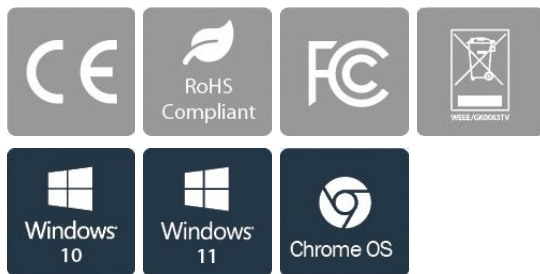 CE
RoHS
Compliant
FC
WEEE/GK0063TV
Windows
10
Windows
11
Chrome OS